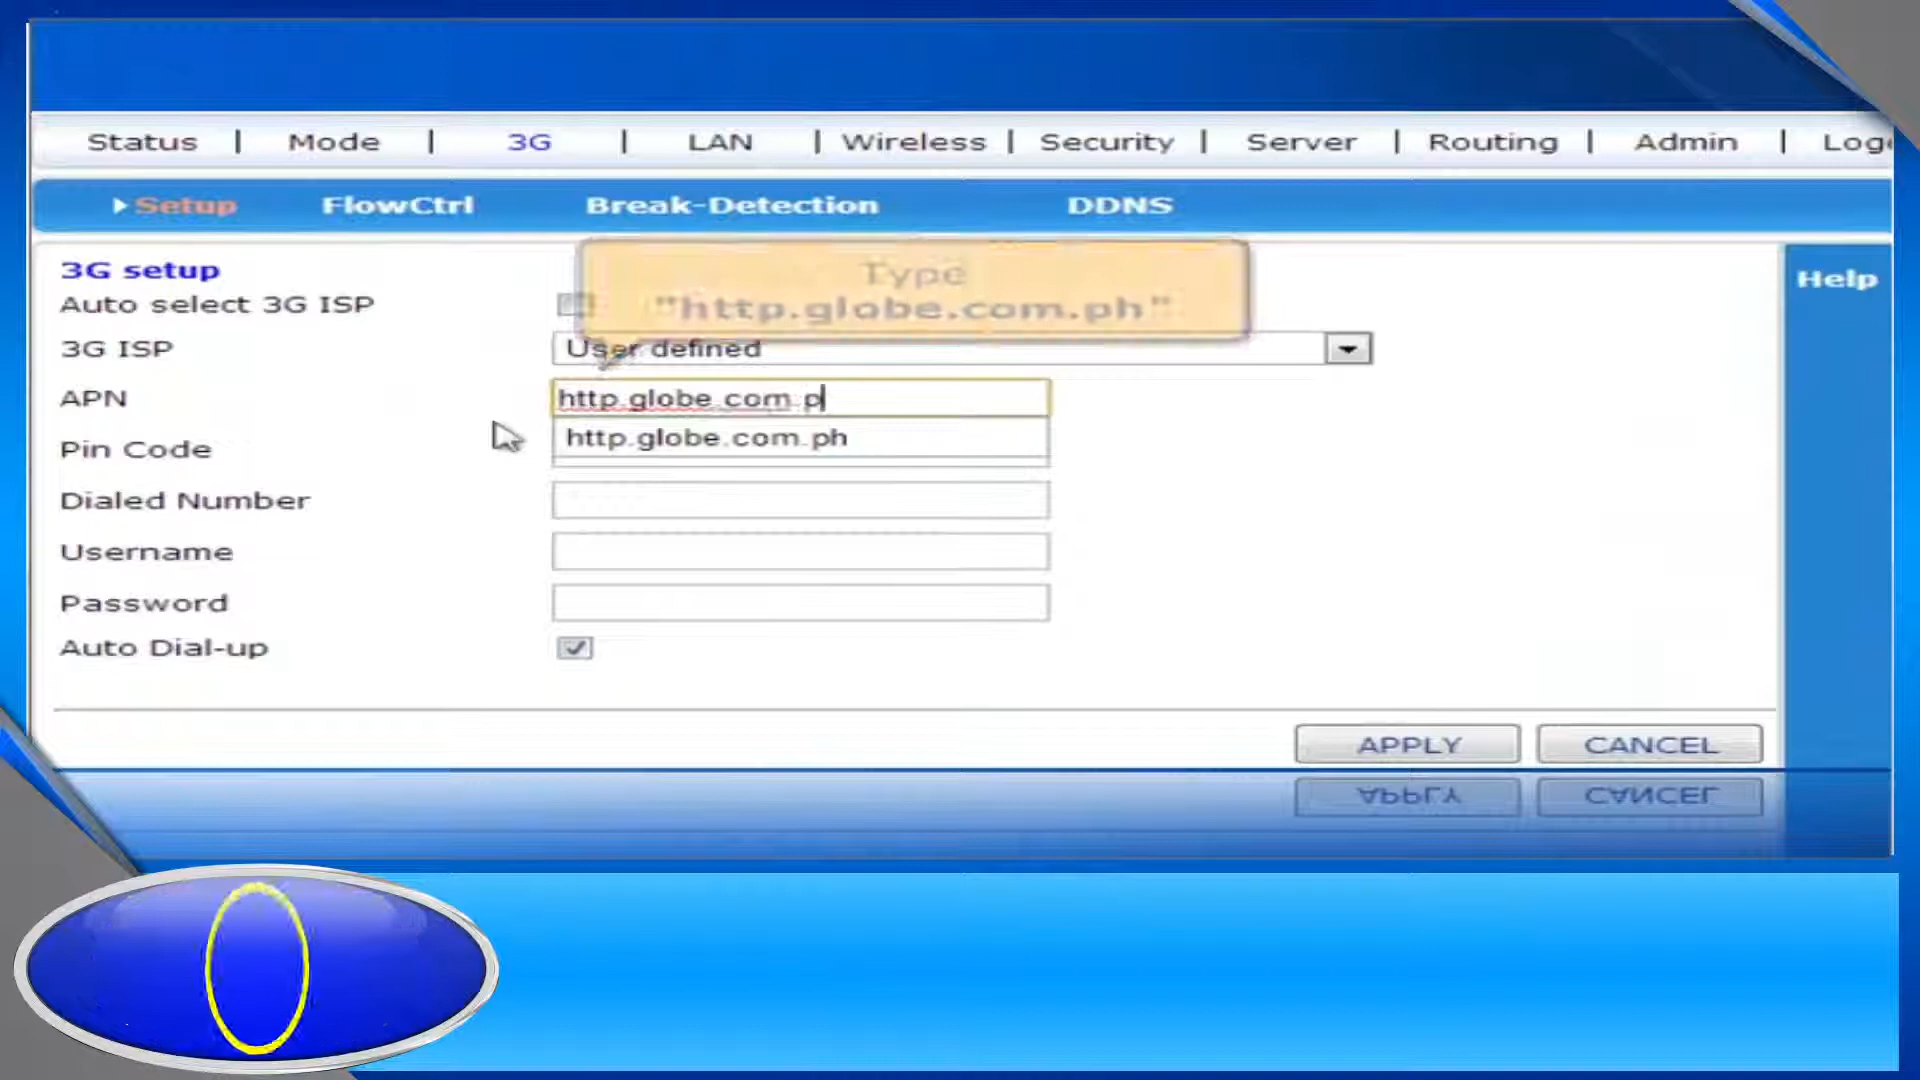 Status | Mode | 3G | LAN | Wireless | Security | Server | Routing | Admin |
Setup FlowCtrl Break-Detection DDNS
3G setup
Help
Type
"http.globe.com.ph"
Auto select 3G ISP
3G ISP User defined
APN http.globe.com.p
http.globe.com.ph
Pin Code
Dialed Number
Username
Password
Auto Dial-up
APPLY CANCEL
APPLY CANCEL